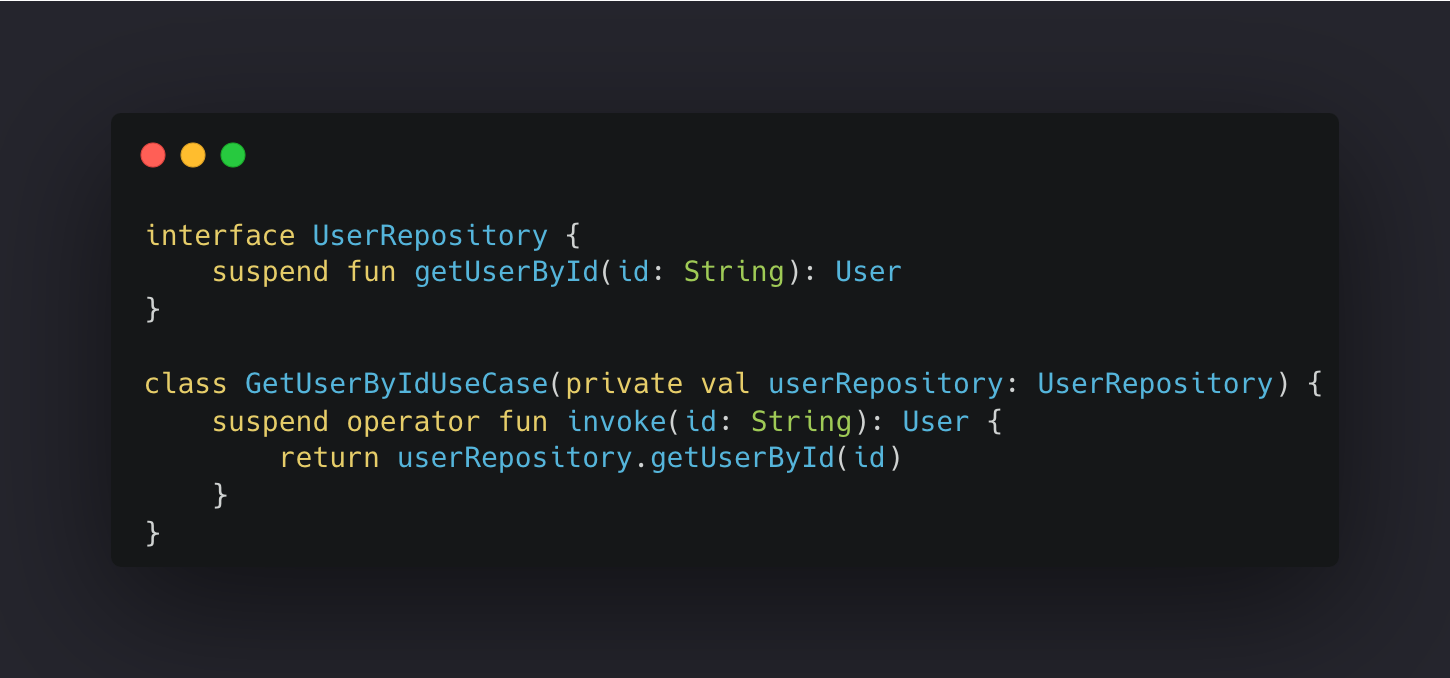 interface UserRepository {
    suspend fun getUserById(id: String): User
}

class GetUserByIdUseCase(private val userRepository: UserRepository) {
    suspend operator fun invoke(id: String): User {
        return userRepository.getUserById(id)
    }
}